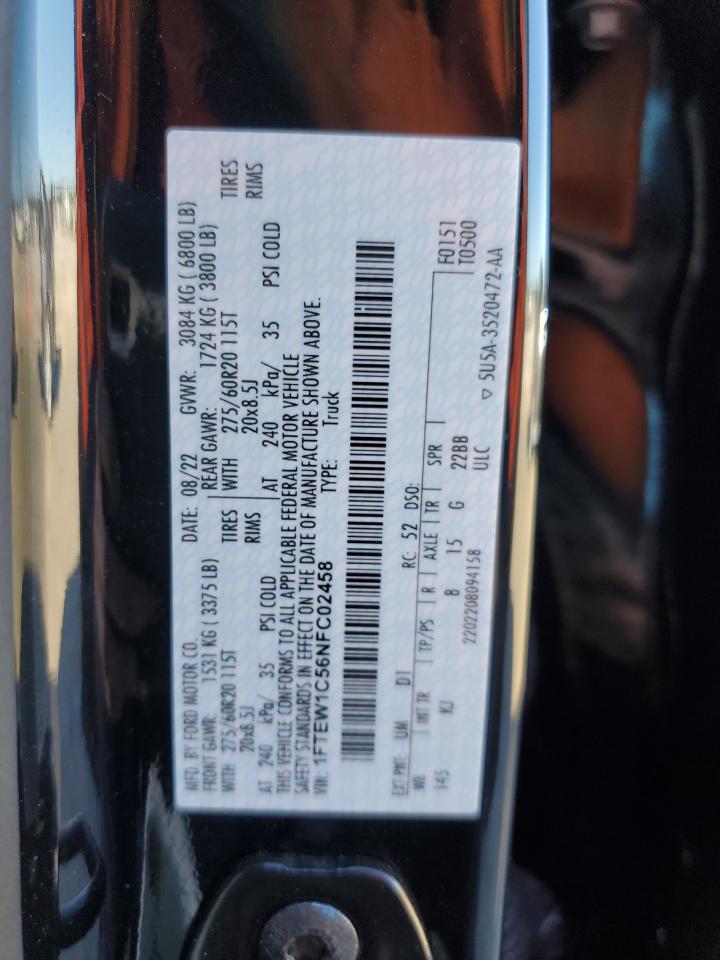 MFD. BY FORD MOTOR CO. DATE: 08/22 GVWR: 3084 KG ( 6800 LB)
FRONT GAWR: 1531 KG ( 3375 LB) REAR GAWR: 1724 KG ( 3800 LB)
WITH 275/60R20 115T TIRES WITH 275/60R20 115T TIRES
20x8.5J RIMS 20x8.5J RIMS
AT 240 kPa/ 35 PSI COLD AT 240 kPa/ 35 PSI COLD
THIS VEHICLE CONFORMS TO ALL APPLICABLE FEDERAL MOTOR VEHICLE
SAFETY STANDARDS IN EFFECT ON THE DATE OF MANUFACTURE SHOWN ABOVE.
VIN: 1FTEW1C56NFC02458 TYPE: Truck
EXT PNT: UM D1 RC: 52 DSO: F0151
WB INT TR TP/PS R AXLE TR SPR T0500
145 KJ 8 15 G 22BB
ULC
2202208094158 ▽ 5U5A-3520472-AA